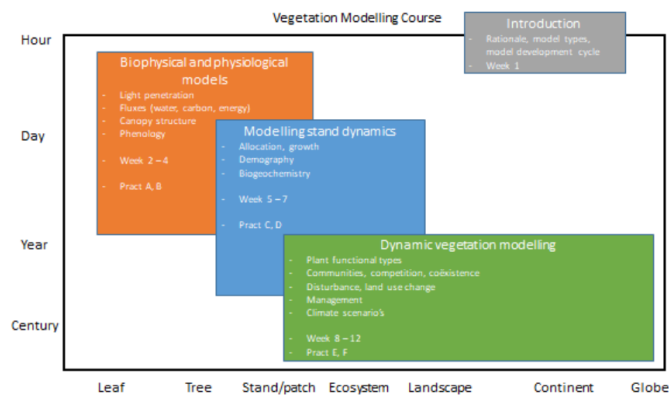 Vegetation Modelling Course
Introduction
- Rationale, model types,
model development cycle
- Week 1
Hour
Day
Year
Century
Biophysical and physiological
models
- Light penetration
- Fluxes (water, carbon, energy)
- Canopy structure
- Phenology
- Week 2 – 4
- Pract A, B
Modelling stand dynamics
- Allocation, growth
- Demography
- Biogeochemistry
- Week 5 – 7
- Pract C, D
Dynamic vegetation modelling
- Plant functional types
- Communities, competition, coëxistence
- Disturbance, land use change
- Management
- Climate scenario's
- Week 8 – 12
- Pract E, F
Leaf Tree Stand/patch Ecosystem Landscape Continent Globe